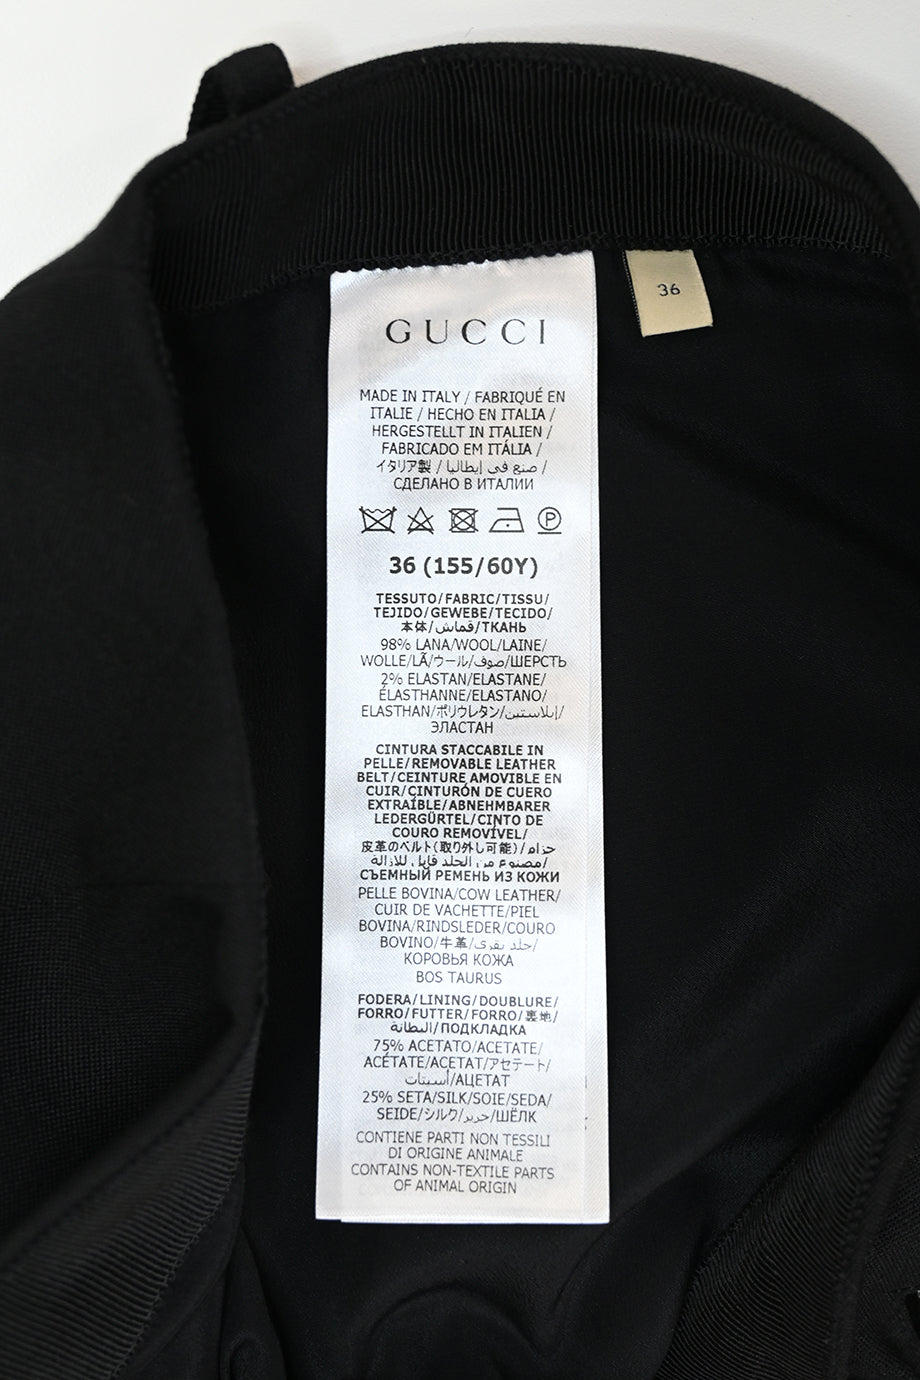 GUCCI
36
MADE IN ITALY / FABRIQUÉ EN
ITALIE / HECHO EN ITALIA /
HERGESTELLT IN ITALIEN /
FABRICADO EM ITÁLIA /
イタリア製 / صنع في إيطاليا /
СДЕЛАНО В ИТАЛИИ
P
36 (155/60Y)
TESSUTO/FABRIC/TISSU/
TEJIDO/GEWEBE/TECIDO/
本体/قماش/ТКАНЬ
98% LANA/WOOL/LAINE/
WOLLE/LÃ/ウール/صوف/ШЕРСТЬ
2% ELASTAN/ELASTANE/
ÉLASTHANNE/ELASTANO/
ELASTHAN/ポリウレタン/إيلاستين/
ЭЛАСТАН
CINTURA STACCABILE IN
PELLE/REMOVABLE LEATHER
BELT/CEINTURE AMOVIBLE EN
CUIR/CINTURÓN DE CUERO
EXTRAÍBLE/ABNEHMBARER
LEDERGÜRTEL/CINTO DE
COURO REMOVÍVEL/
皮革のベルト(取り外し可能)/حزام
مصنوع من الجلد قابل للإزالة/
СЪЕМНЫЙ РЕМЕНЬ ИЗ КОЖИ
PELLE BOVINA/COW LEATHER/
CUIR DE VACHETTE/PIEL
BOVINA/RINDSLEDER/COURO
BOVINO/牛革/جلد بقري/
КОРОВЬЯ КОЖА
BOS TAURUS
FODERA/LINING/DOUBLURE/
FORRO/FUTTER/FORRO/裏地/
البطانة/ПОДКЛАДКА
75% ACETATO/ACETATE/
ACÉTATE/ACETAT/アセテート/
أسيتات/АЦЕТАТ
25% SETA/SILK/SOIE/SEDA/
SEIDE/シルク/حرير/ШЁЛК
CONTIENE PARTI NON TESSILI
DI ORIGINE ANIMALE
CONTAINS NON-TEXTILE PARTS
OF ANIMAL ORIGIN